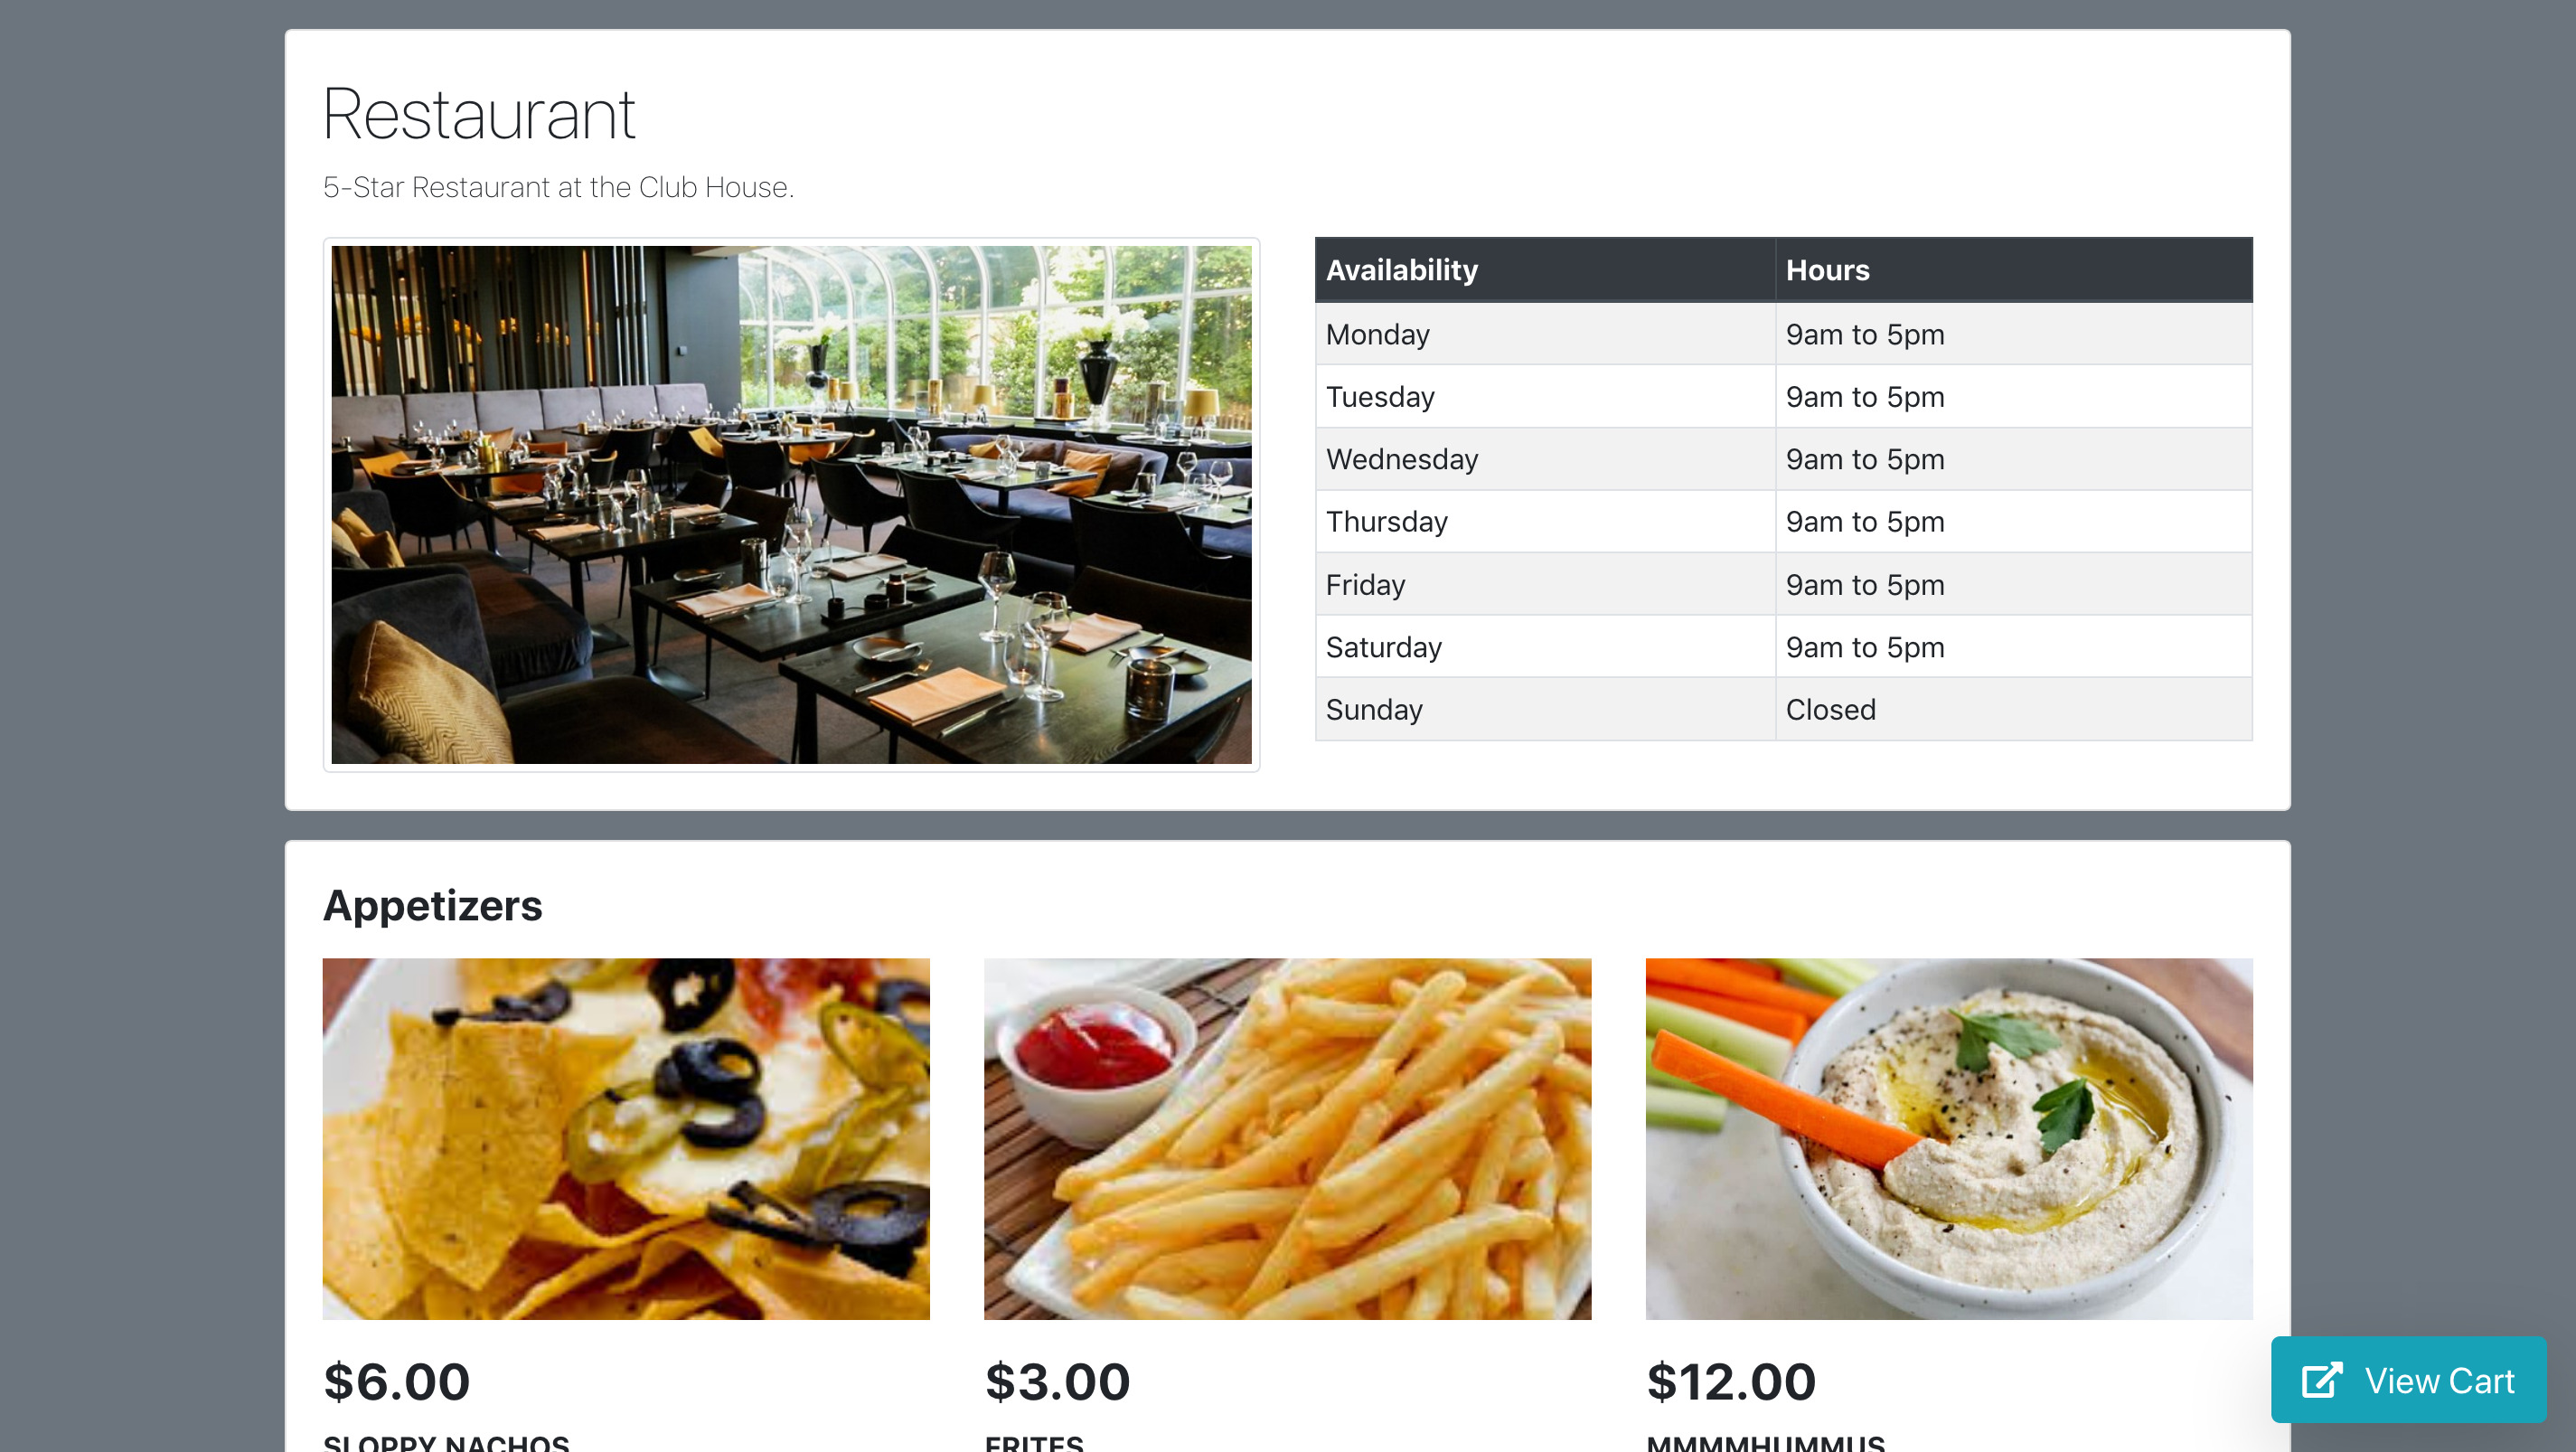 Restaurant
5-Star Restaurant at the Club House.
Availability Hours
Monday 9am to 5pm
Tuesday 9am to 5pm
Wednesday 9am to 5pm
Thursday 9am to 5pm
Friday 9am to 5pm
Saturday 9am to 5pm
Sunday Closed
Appetizers
$6.00 $3.00 $12.00
View Cart
SLOPPY NACHOS FRITES MMMMHUMMUS